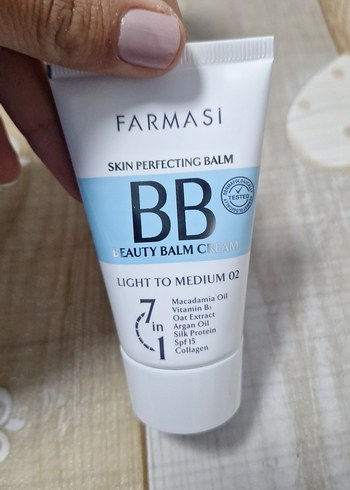 FARMASi
SKIN PERFECTING BALM
BB
TESTED
BEAUTY BALM CREAM
LIGHT TO MEDIUM 02
7 in 1
Macadamia Oil
Vitamin B₅
Oat Extract
Argan Oil
Silk Protein
Spf 15
Collagen